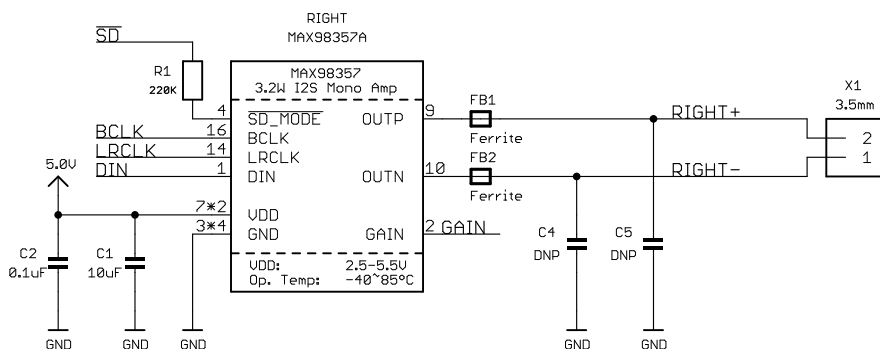 RIGHT
MAX98357A
SD
R1
220K
MAX98357
3.2W I2S Mono Amp
4
SD_MODE
OUTP
9
FB1
Ferrite
RIGHT+
X1
3.5mm
BCLK
16
BCLK
2
LRCLK
14
LRCLK
1
DIN
1
DIN
OUTN
10
FB2
Ferrite
RIGHT-
5.0V
7*2
VDD
3*4
GND
GAIN
2
GAIN
C2
0.1uF
C1
10uF
C4
DNP
C5
DNP
VDD: 2.5-5.5V
Op. Temp: -40~85°C
GND
GND
GND
GND
GND